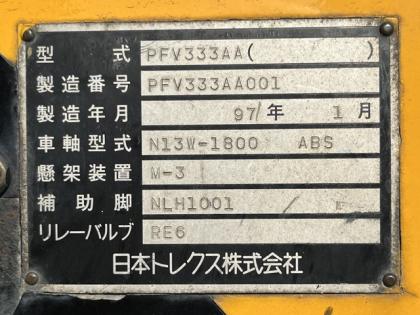 型式 PFV333AA( )
製造番号 PFV333AA001
製造年月 97年 1月
車軸型式 N13W-1800 ABS
懸架装置 M-3
補助脚 NLH1001
リレーバルブ RE6
日本トレクス株式会社